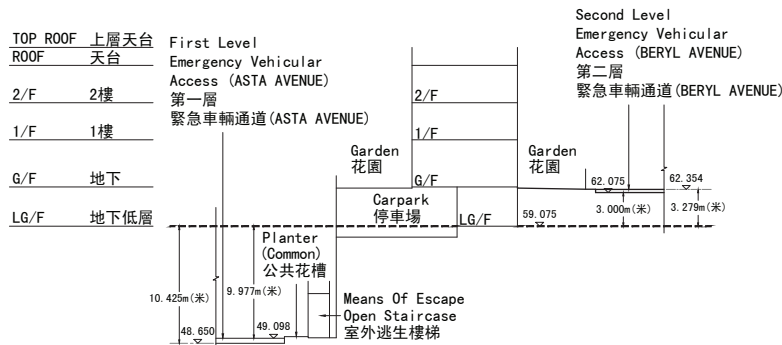 TOP ROOF 上層天台
ROOF 天台
2/F 2樓
1/F 1樓
G/F 地下
LG/F 地下低層
First Level
Emergency Vehicular
Access (ASTA AVENUE)
第一層
緊急車輛通道(ASTA AVENUE)
Second Level
Emergency Vehicular
Access (BERYL AVENUE)
第二層
緊急車輛通道(BERYL AVENUE)
2/F
1/F
G/F
Garden
花園
Garden
花園
Carpark
停車場
LG/F
62.075
62.354
59.075
3.000m(米)
3.279m(米)
Planter
(Common)
公共花槽
10.425m(米)
9.977m(米)
48.650
49.098
Means Of Escape
Open Staircase
室外逃生樓梯